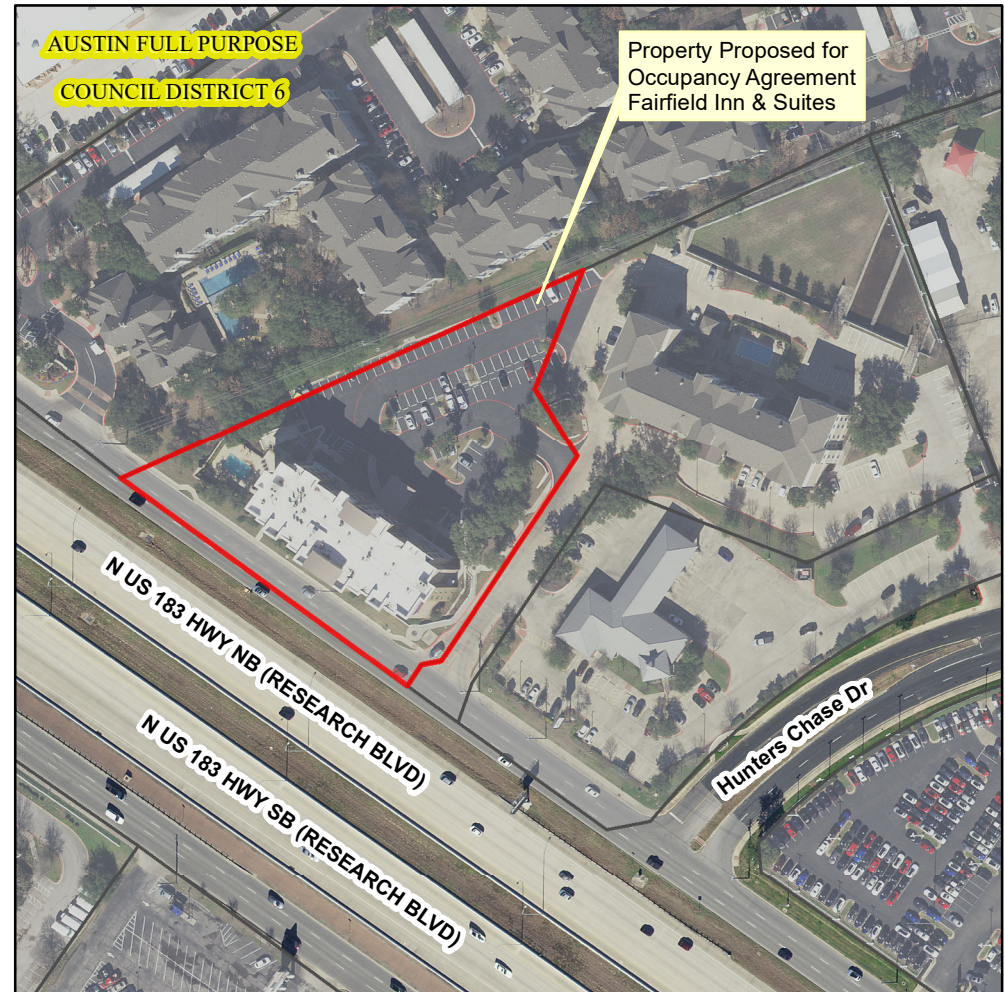 AUSTIN FULL PURPOSE
COUNCIL DISTRICT 6
Property Proposed for
Occupancy Agreement
Fairfield Inn & Suites
N US 183 HWY NB (RESEARCH BLVD)
N US 183 HWY SB (RESEARCH BLVD)
Hunters Chase Dr